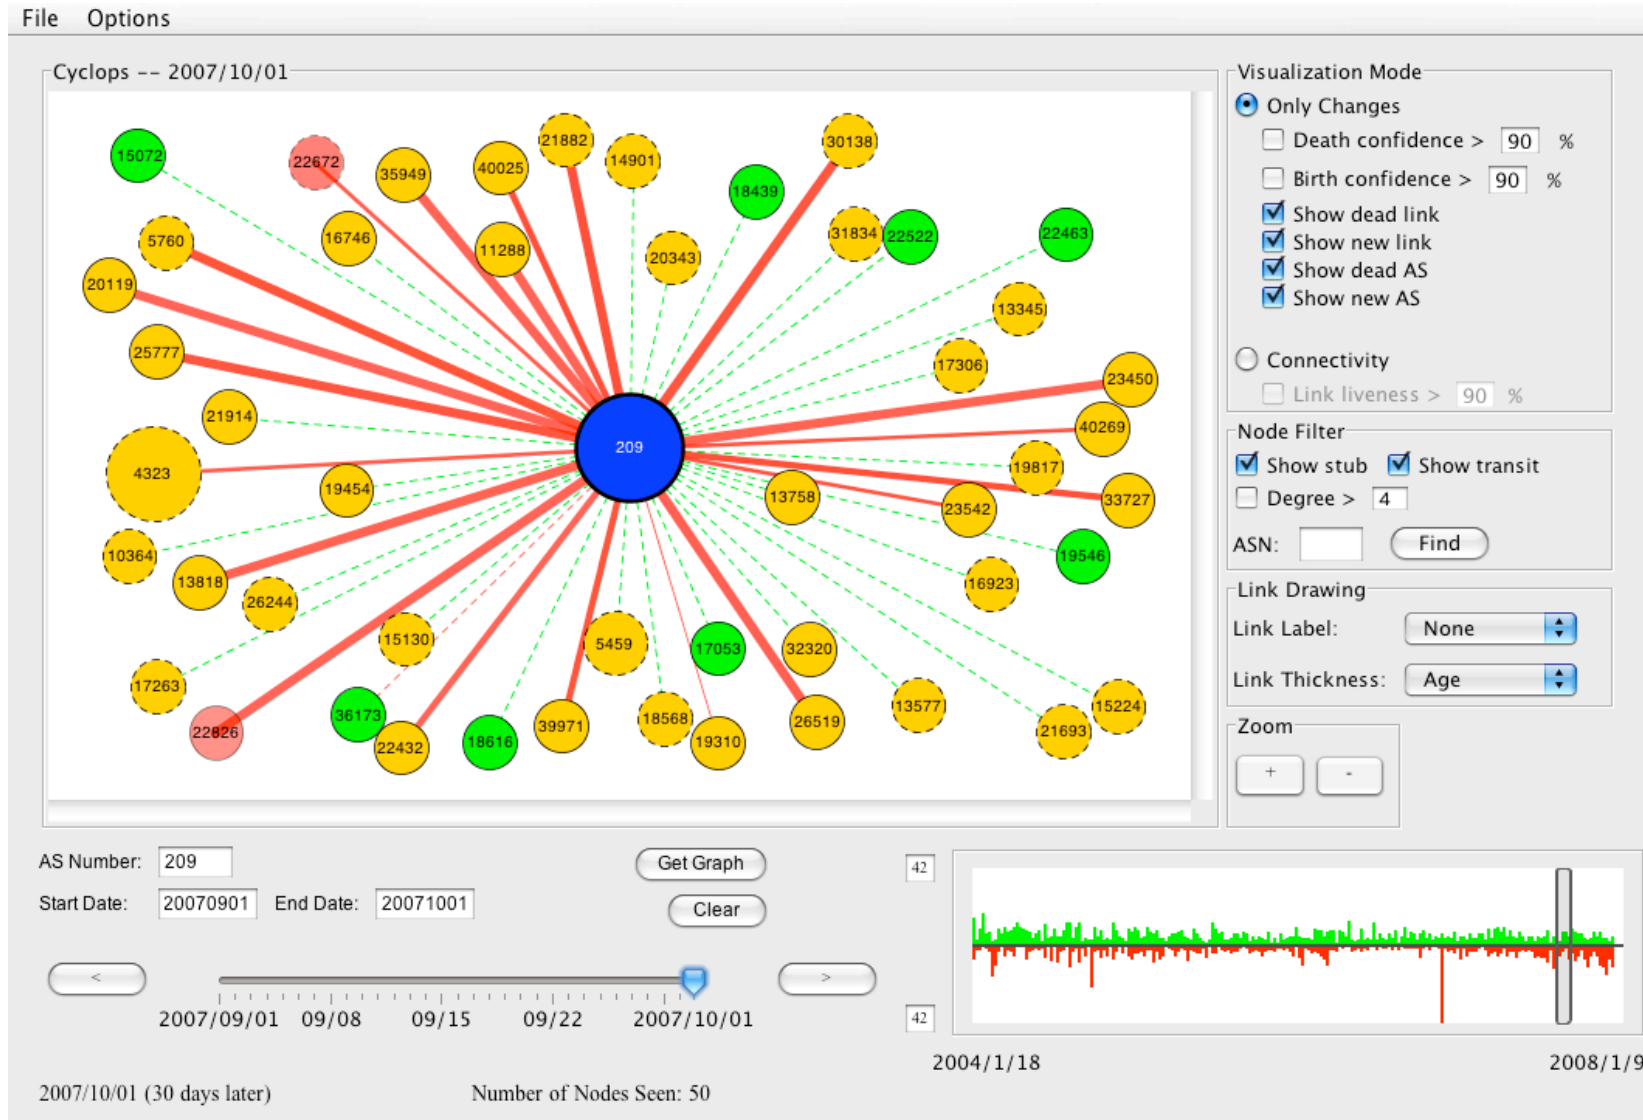 File Options
Cyclops -- 2007/10/01
15072
22672
35949
40025
21882
14901
30138
18439
5760
16746
11288
20343
31834
22522
22463
20119
13345
25777
17306
23450
21914
40269
209
4323
19454
19817
13758
23542
33727
10364
13818
19546
26244
16923
15130
5459
17053
32320
17263
22826
36173
22432
18616
39971
18568
19310
26519
13577
21693
15224
Visualization Mode
Only Changes
Death confidence > 90 %
Birth confidence > 90 %
Show dead link
Show new link
Show dead AS
Show new AS
Connectivity
Link liveness > 90 %
Node Filter
Show stub Show transit
Degree > 4
ASN: Find
Link Drawing
Link Label: None
Link Thickness: Age
Zoom
+ -
AS Number: 209 Get Graph
Start Date: 20070901 End Date: 20071001 Clear
< >
2007/09/01 09/08 09/15 09/22 2007/10/01
42
42
2004/1/18 2008/1/9
2007/10/01 (30 days later) Number of Nodes Seen: 50